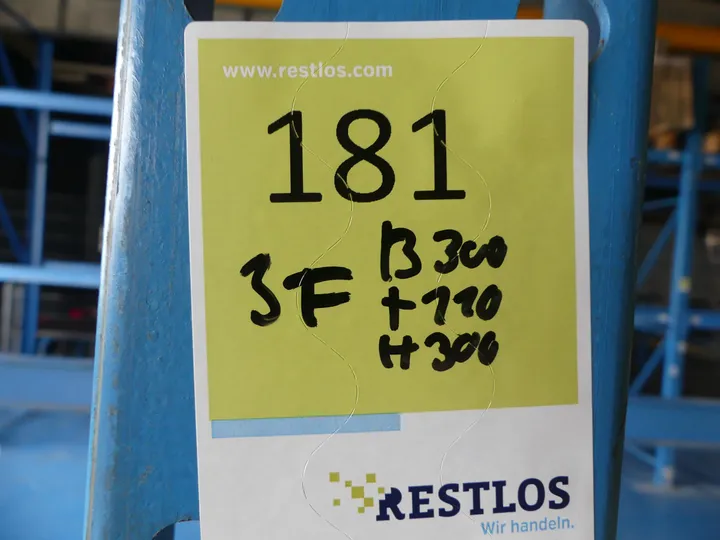 www.restlos.com
181
3F
B 300
+ 110
H 300
RESTLOS
Wir handeln.